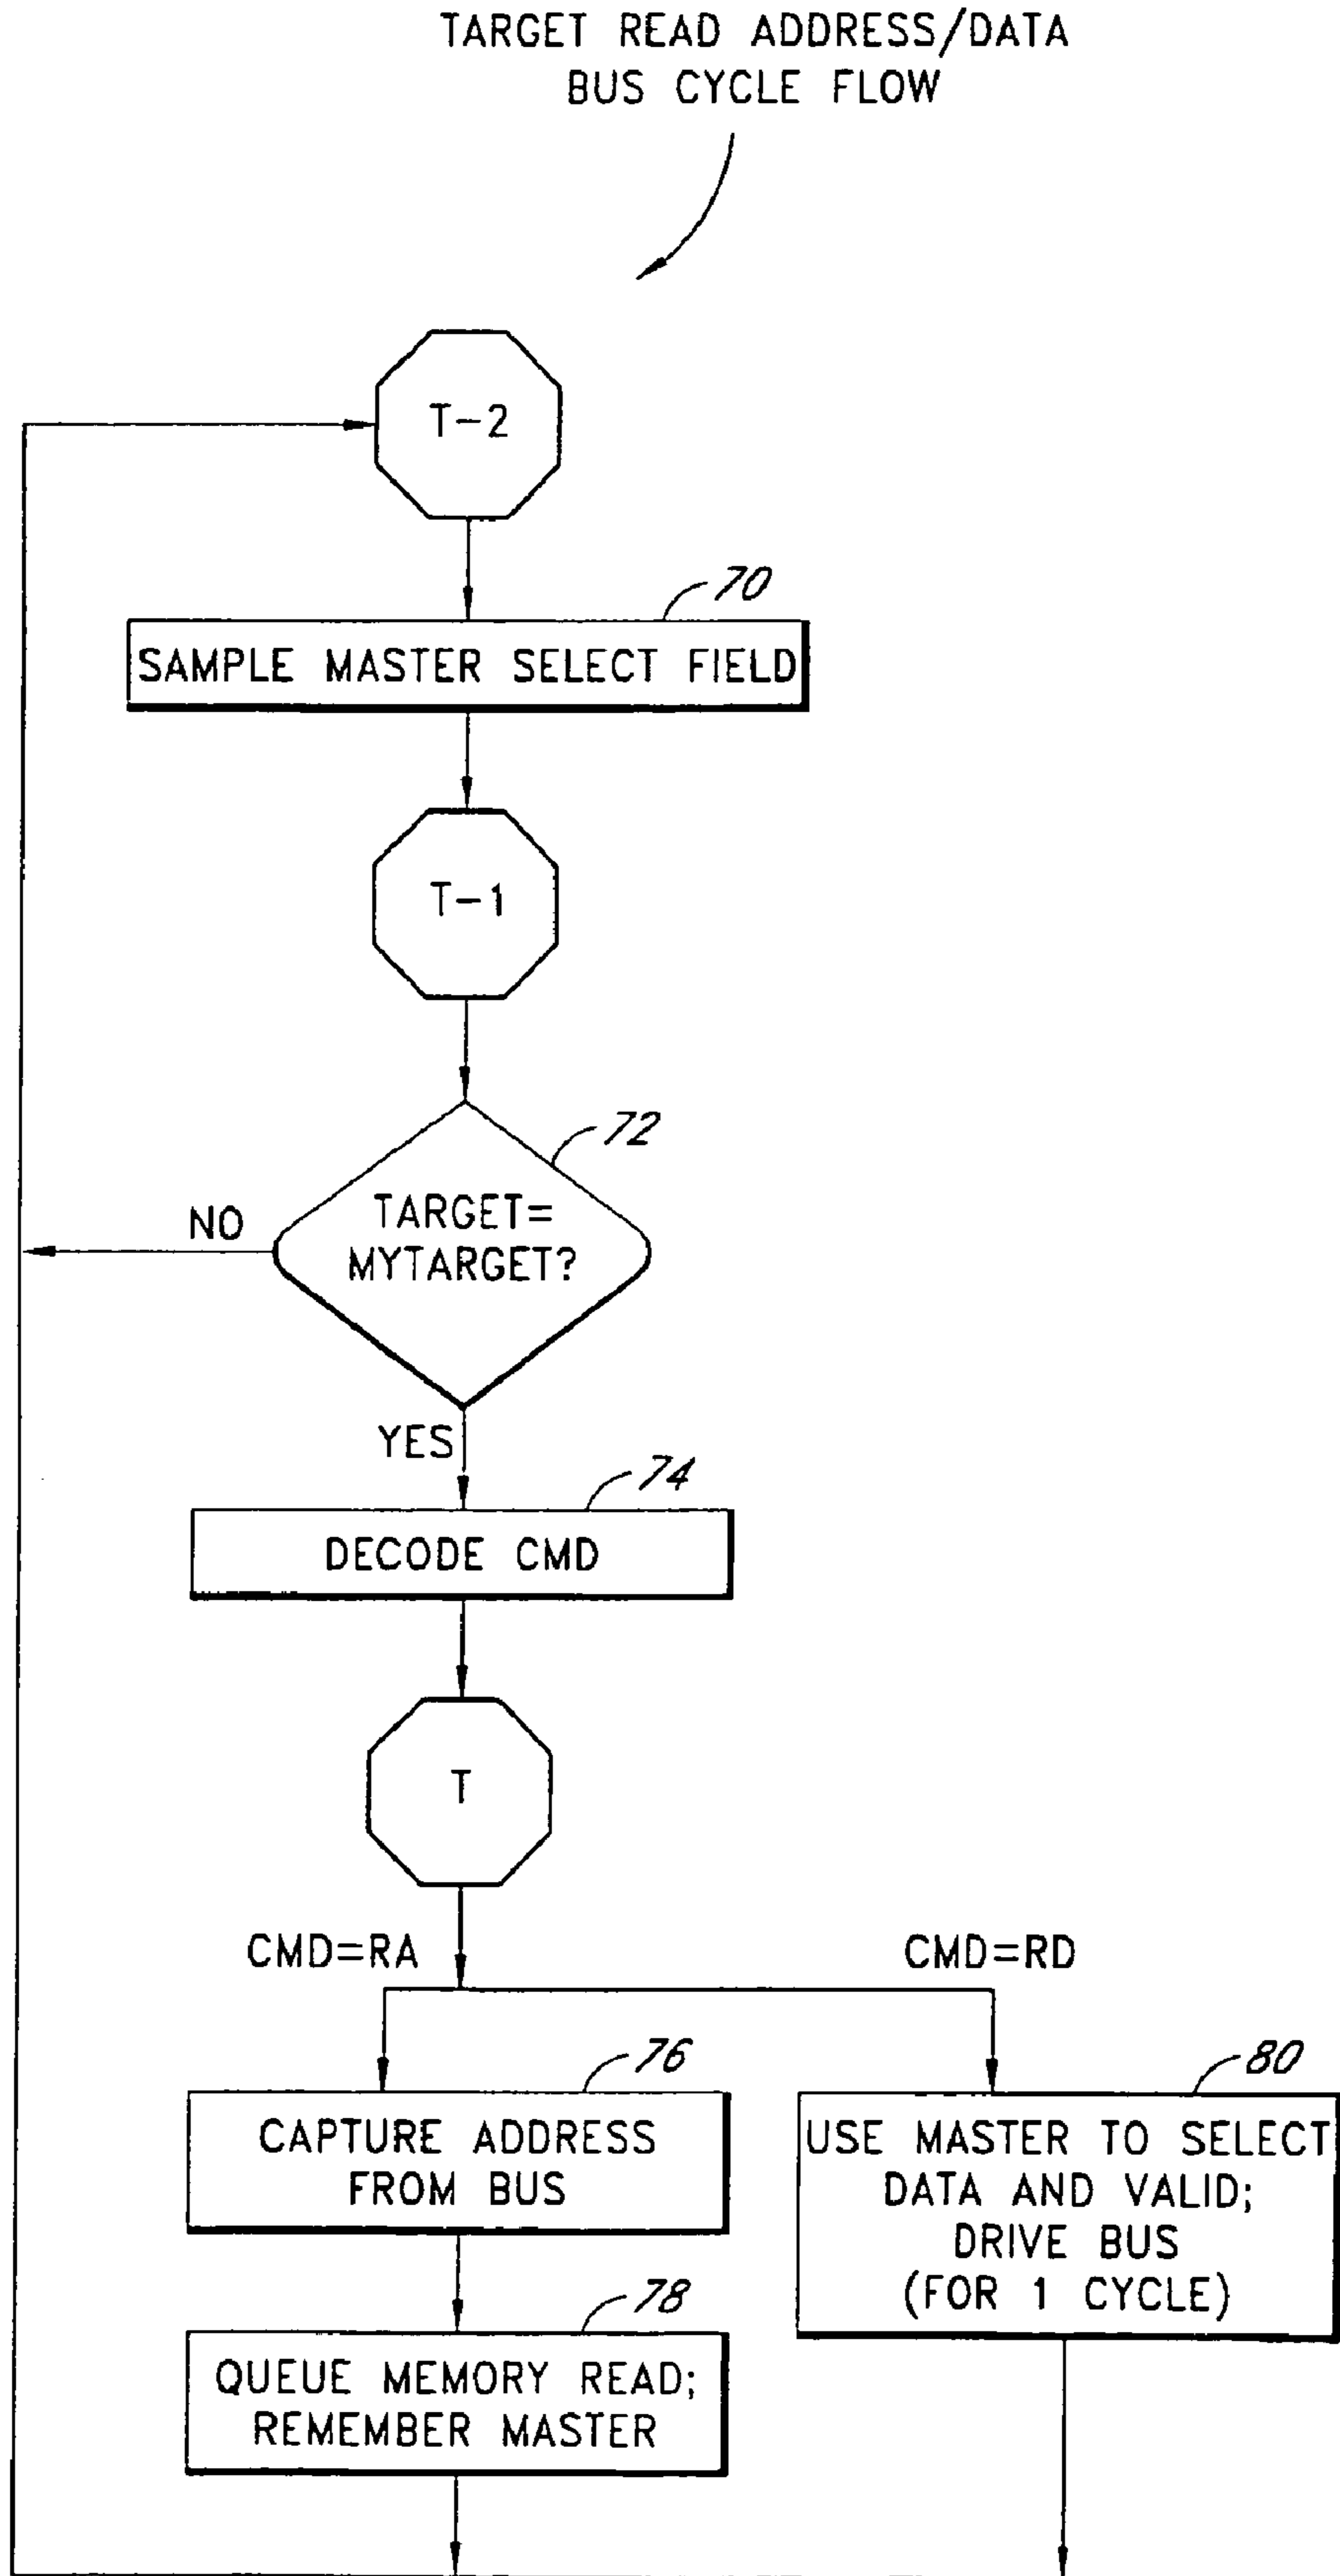 TARGET READ ADDRESS/DATA
BUS CYCLE FLOW
T-2
70
SAMPLE MASTER SELECT FIELD
T-1
72
TARGET=
MYTARGET?
NO
YES
74
DECODE CMD
T
CMD=RA
CMD=RD
76
CAPTURE ADDRESS
FROM BUS
80
USE MASTER TO SELECT
DATA AND VALID;
DRIVE BUS
(FOR 1 CYCLE)
78
QUEUE MEMORY READ;
REMEMBER MASTER